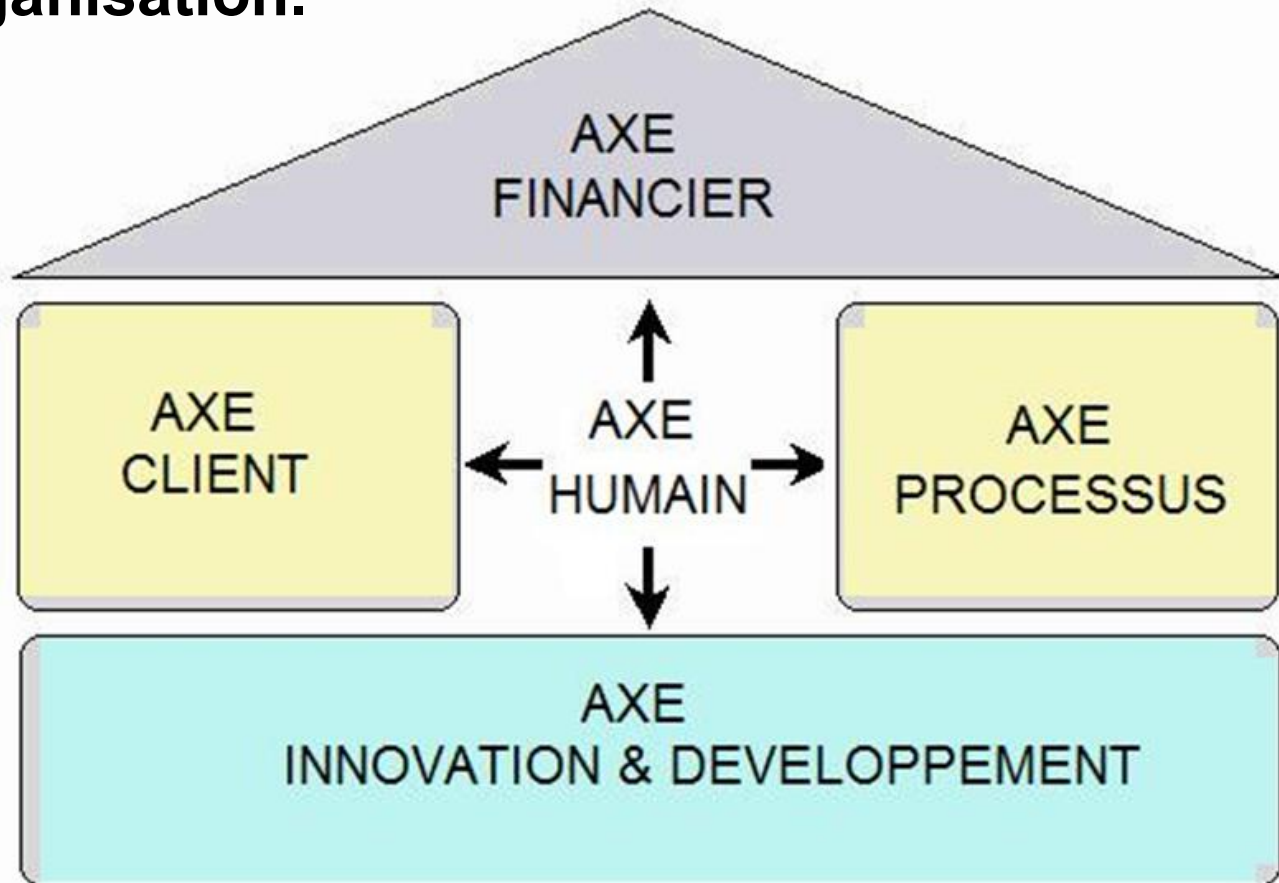 ganisation.
AXE
FINANCIER
AXE
CLIENT
AXE
HUMAIN
AXE
PROCESSUS
AXE
INNOVATION & DEVELOPPEMENT